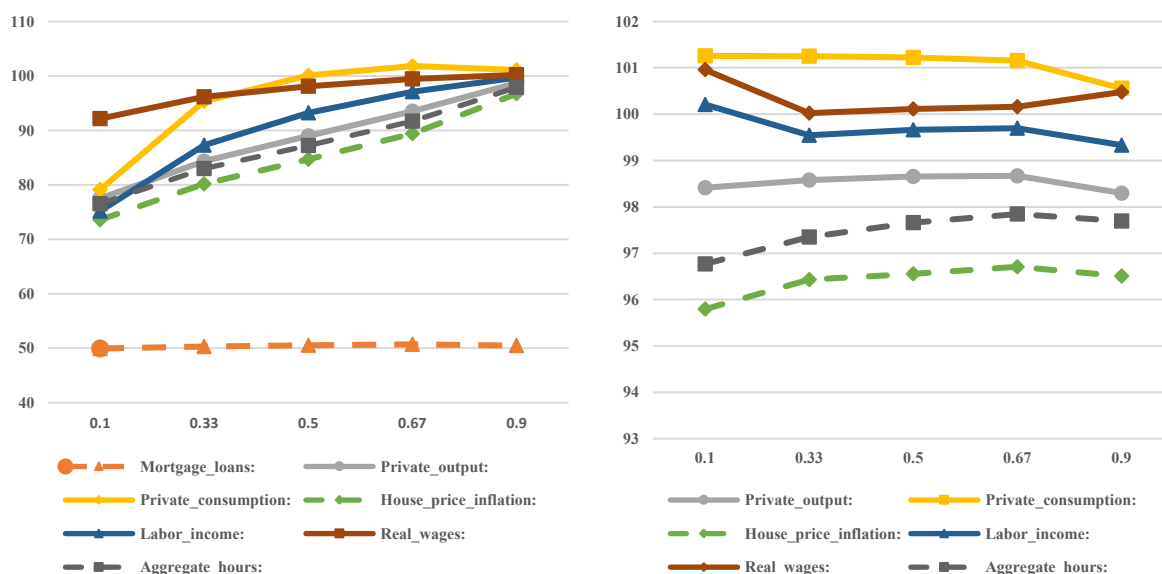 110
100
90
80
70
60
50
40
0.1 0.33 0.5 0.67 0.9
Mortgage_loans: Private_output:
Private_consumption: House_price_inflation:
Labor_income: Real_wages:
Aggregate_hours:
102
101
100
99
98
97
96
95
94
93
0.1 0.33 0.5 0.67 0.9
Private_output: Private_consumption:
House_price_inflation: Labor_income:
Real_wages: Aggregate_hours: